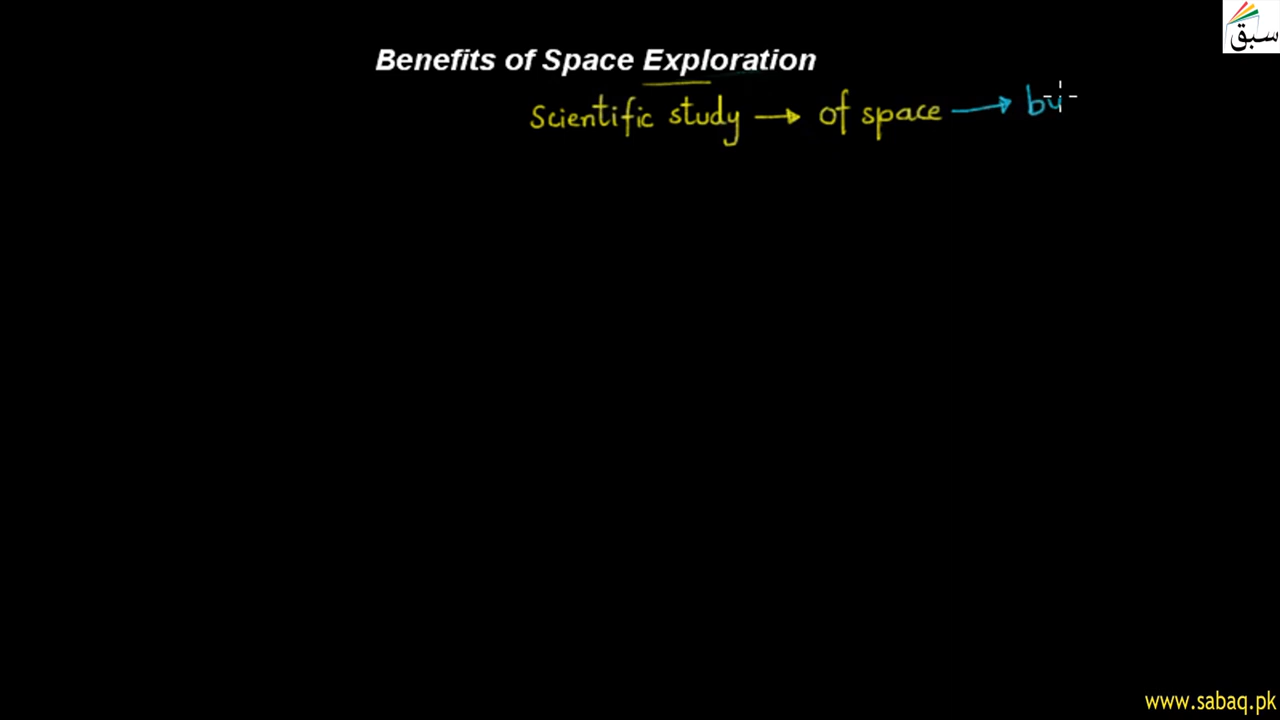 سبق
Benefits of Space Exploration
Scientific study → of space →
www.sabaq.pk